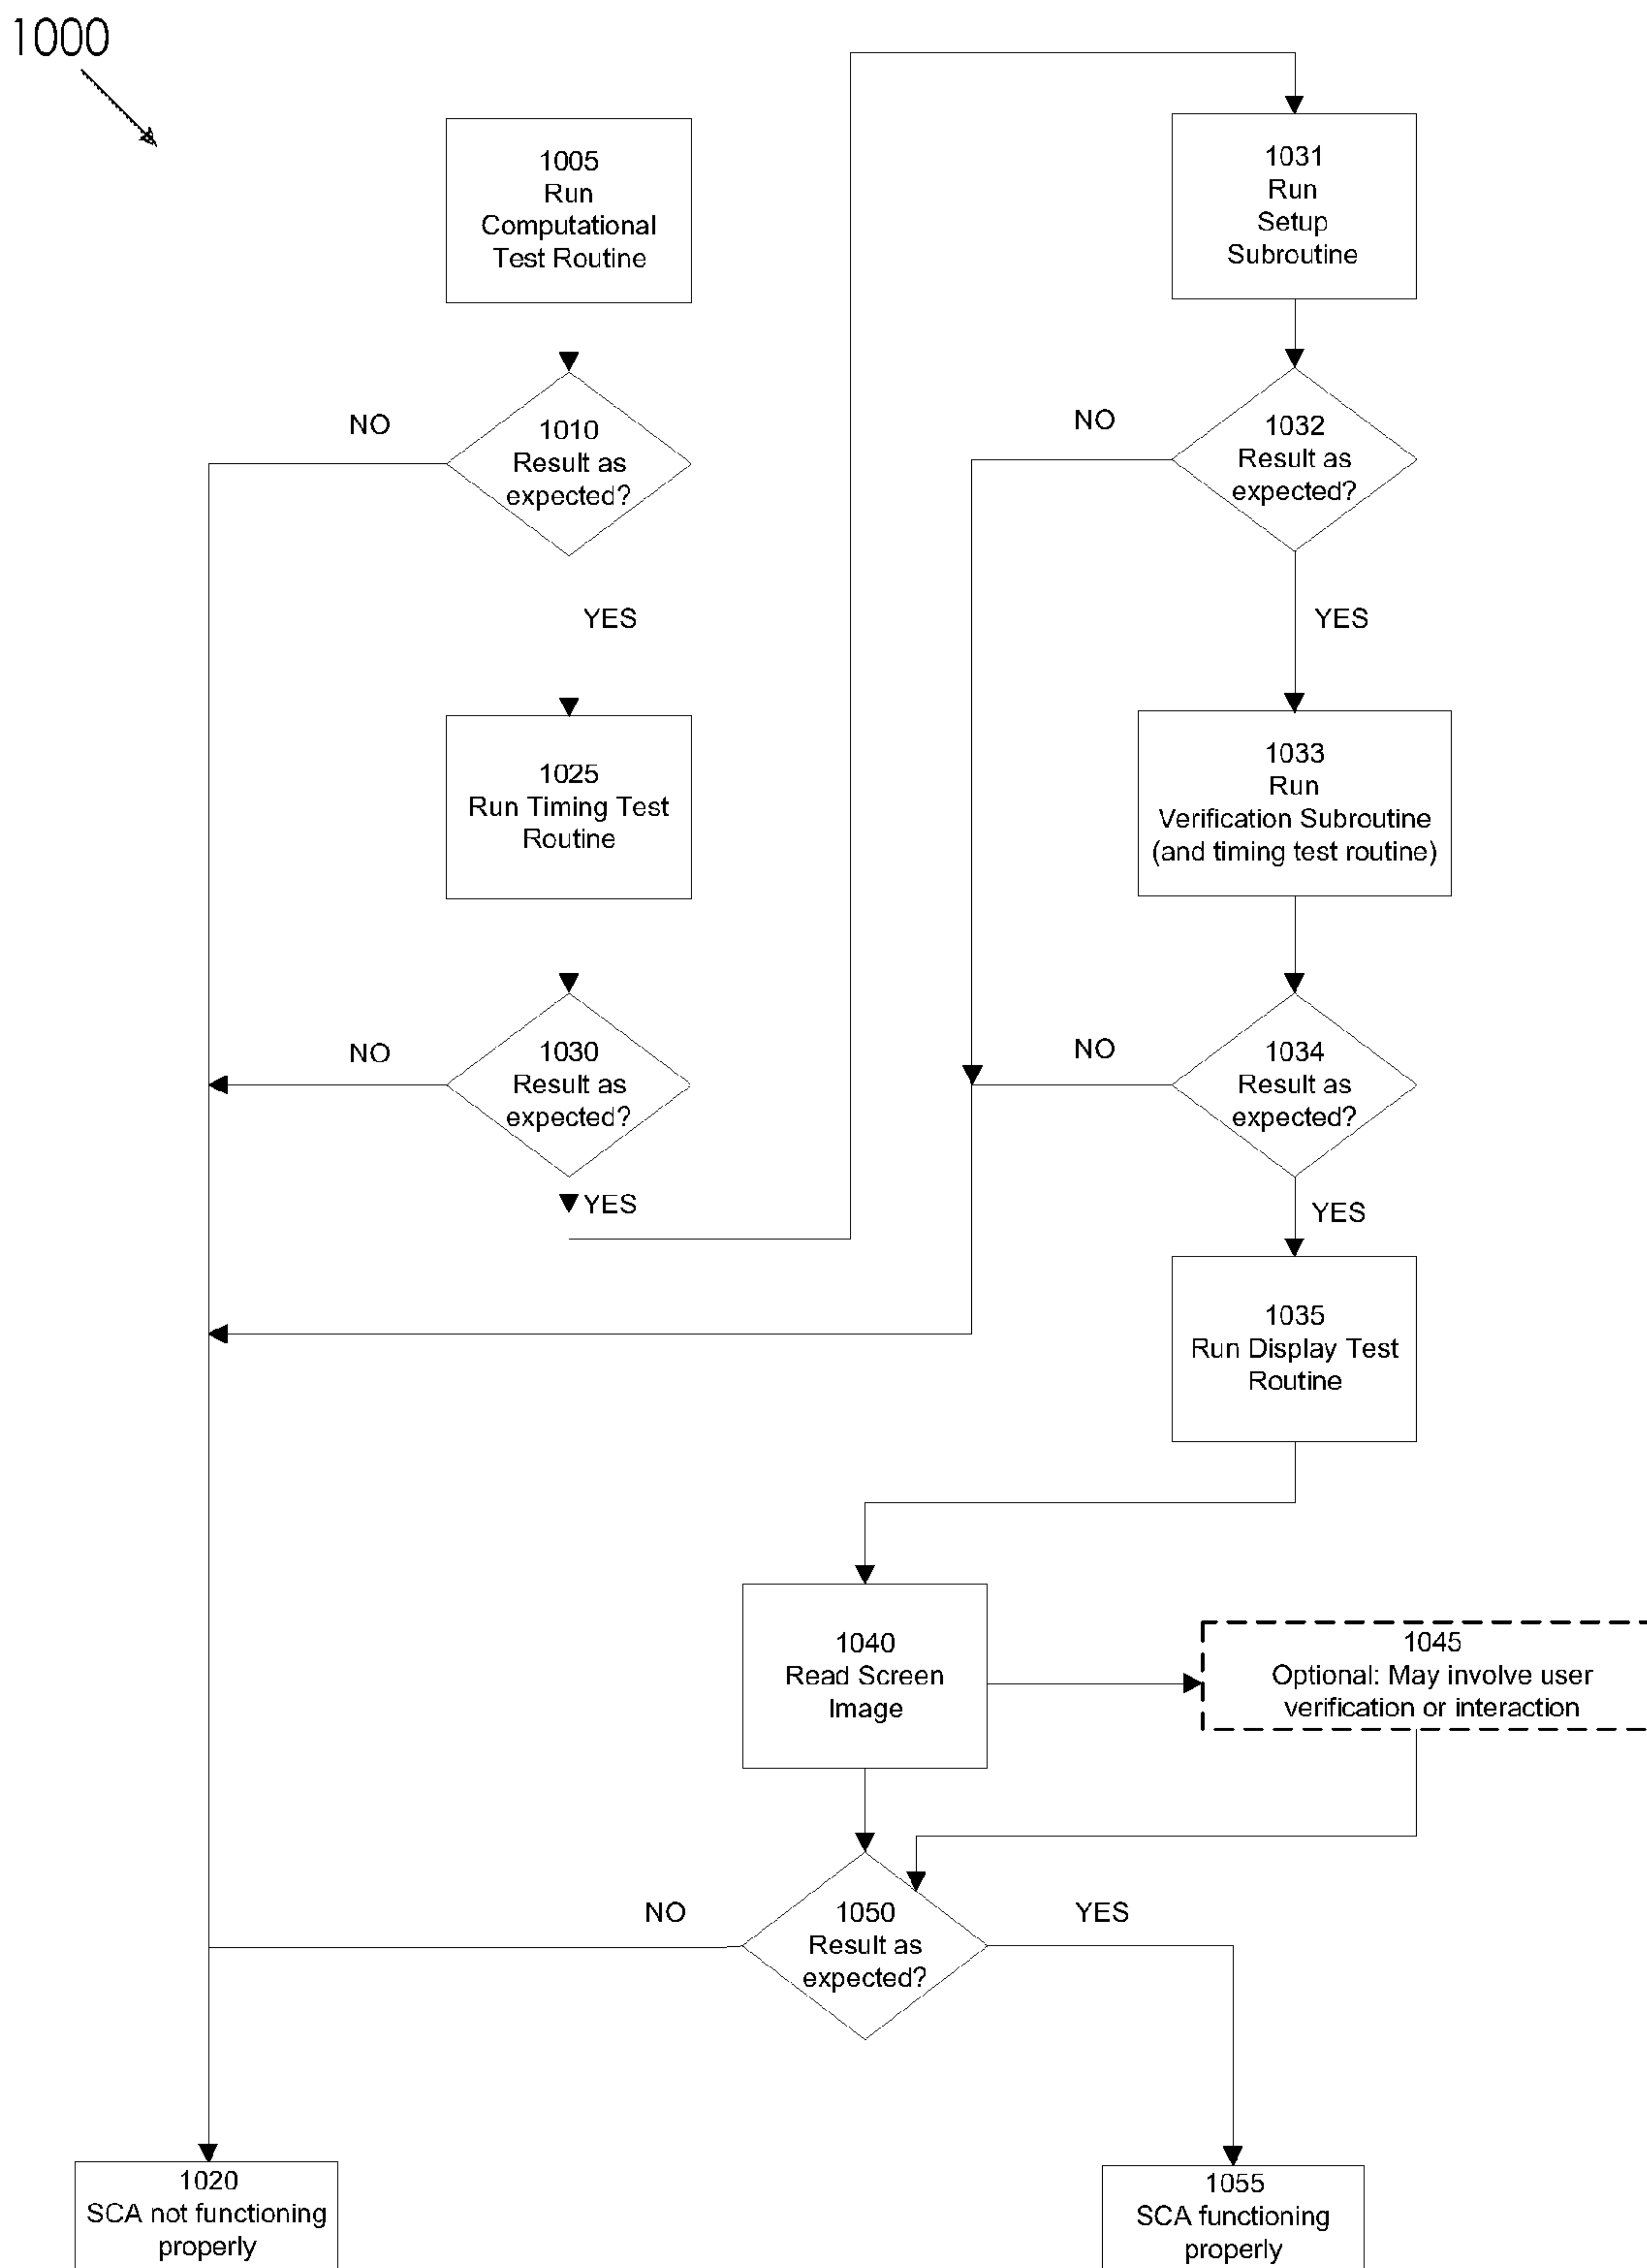 1000
1005
Run
Computational
Test Routine
NO
1010
Result as
expected?
YES
1025
Run Timing Test
Routine
NO
1030
Result as
expected?
YES
1031
Run
Setup
Subroutine
NO
1032
Result as
expected?
YES
1033
Run
Verification Subroutine
(and timing test routine)
NO
1034
Result as
expected?
YES
1035
Run Display Test
Routine
1040
Read Screen
Image
1045
Optional: May involve user
verification or interaction
NO
1050
Result as
expected?
YES
1020
SCA not functioning
properly
1055
SCA functioning
properly